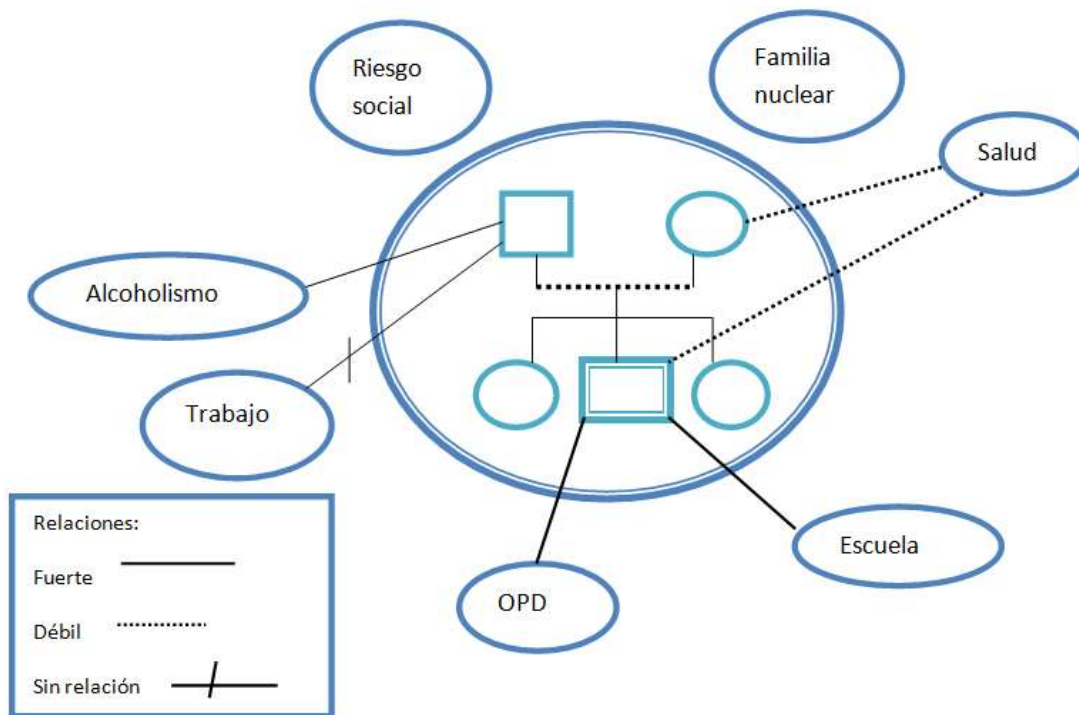 Riesgo
social
Familia
nuclear
Salud
Alcoholismo
Trabajo
Relaciones:
Fuerte
Débil
Sin relación
OPD
Escuela